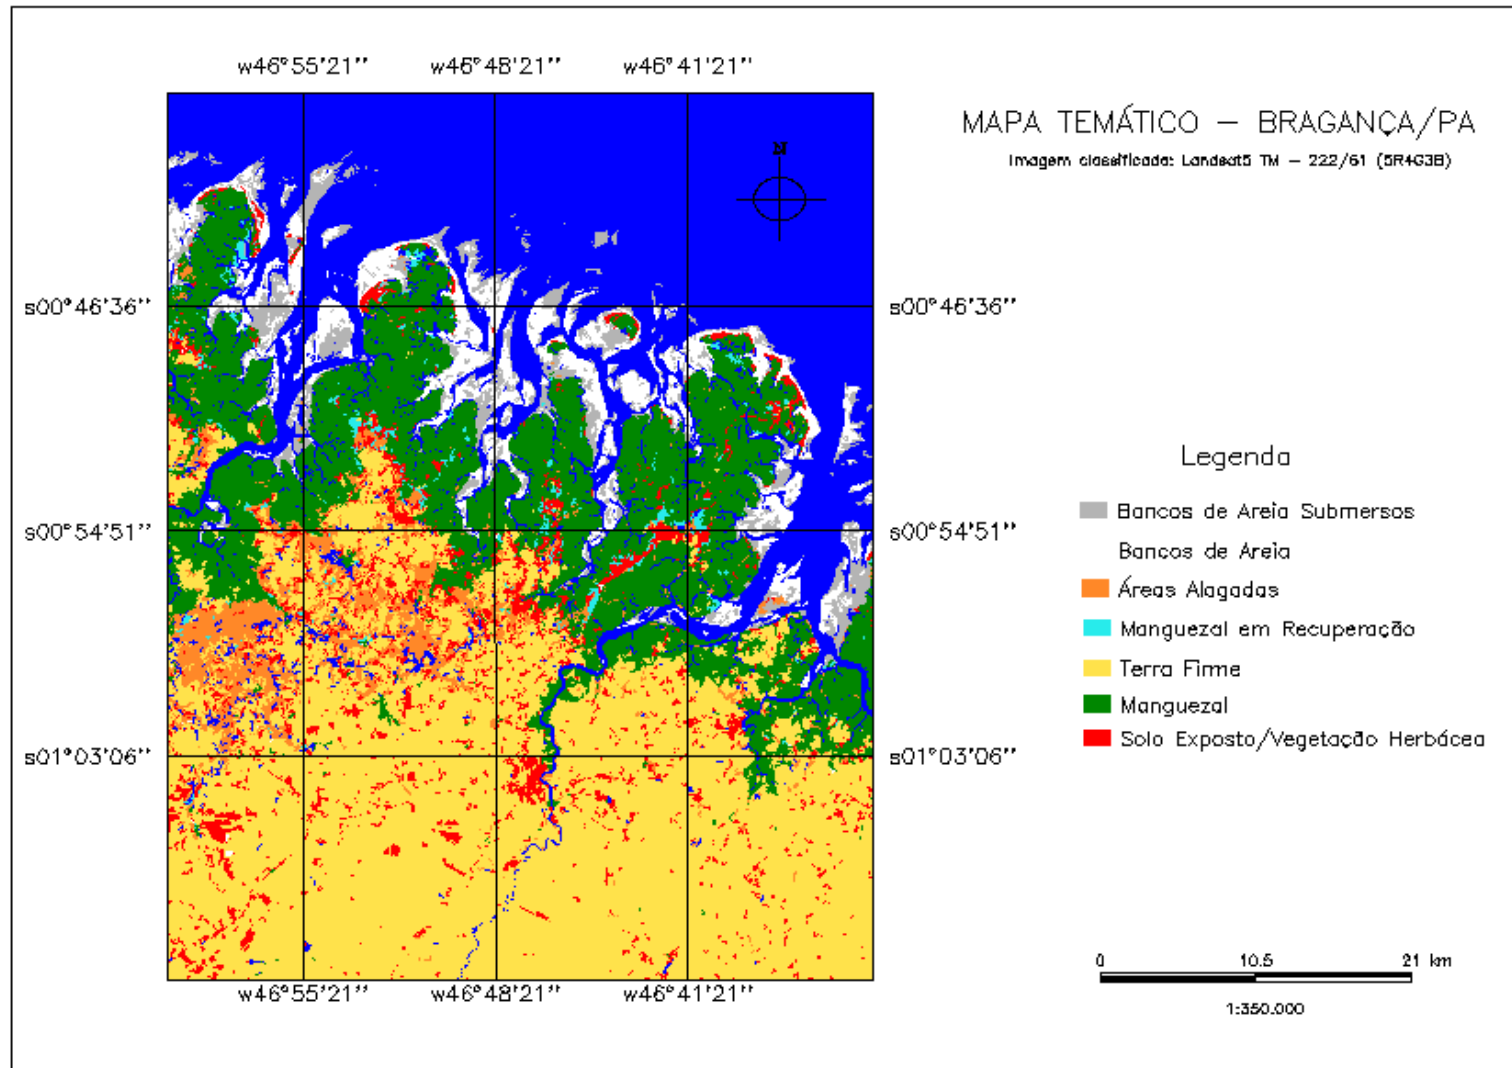 w46°55'21'' w46°48'21'' w46°41'21''
MAPA TEMÁTICO – BRAGANÇA/PA
Imagem classificada: Landsat5 TM – 222/61 (5R4G3B)
N
s00°46'36'' s00°46'36''
Legenda
Bancos de Areia Submersos
s00°54'51'' s00°54'51''
Bancos de Areia
Áreas Alagadas
Manguezal em Recuperação
Terra Firme
Manguezal
Solo Exposto/Vegetação Herbácea
s01°03'06'' s01°03'06''
0 10.5 21 km
1:350.000
w46°55'21'' w46°48'21'' w46°41'21''